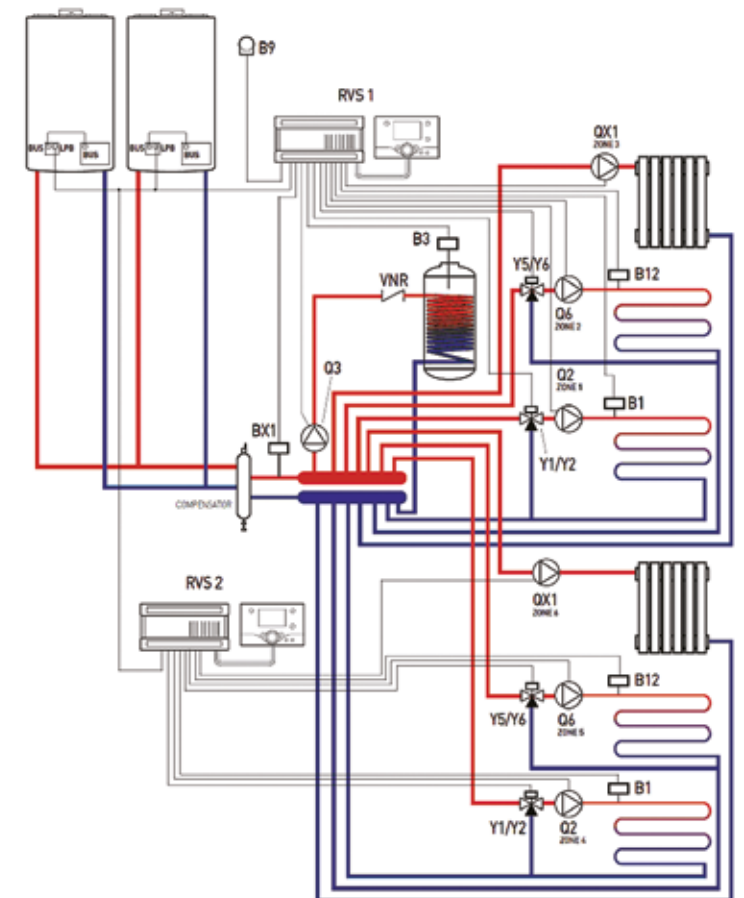 B9
RVS 1
BUS LPB
BUS
BUS LPB
BUS
QX1
ZONE 3
B3
Y5/Y6
B12
VNR
Q6
ZONE 2
Q3
Q2
B1
BX1
Y1/Y2
COMPENSATOR
RVS 2
QX1
ZONE 6
B12
Y5/Y6
Q6
ZONE 5
B1
Y1/Y2
Q2
ZONE 4